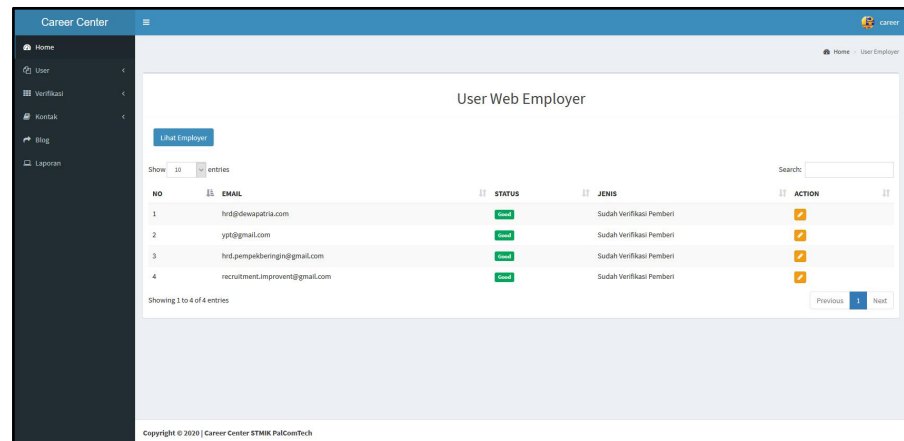 Career Center
career
Home
Home > User Employer
User
Verifikasi
Kontak
Blog
Laporan
User Web Employer
Lihat Employer
Show 10 entries
Search:
NO EMAIL STATUS JENIS ACTION
1 hrd@dewapatria.com Good Sudah Verifikasi Pemberi
2 ypt@gmail.com Good Sudah Verifikasi Pemberi
3 hrd.pempekberingin@gmail.com Good Sudah Verifikasi Pemberi
4 recruitment.improvent@gmail.com Good Sudah Verifikasi Pemberi
Showing 1 to 4 of 4 entries
Previous 1 Next
Copyright © 2020 | Career Center STMIK PalComTech